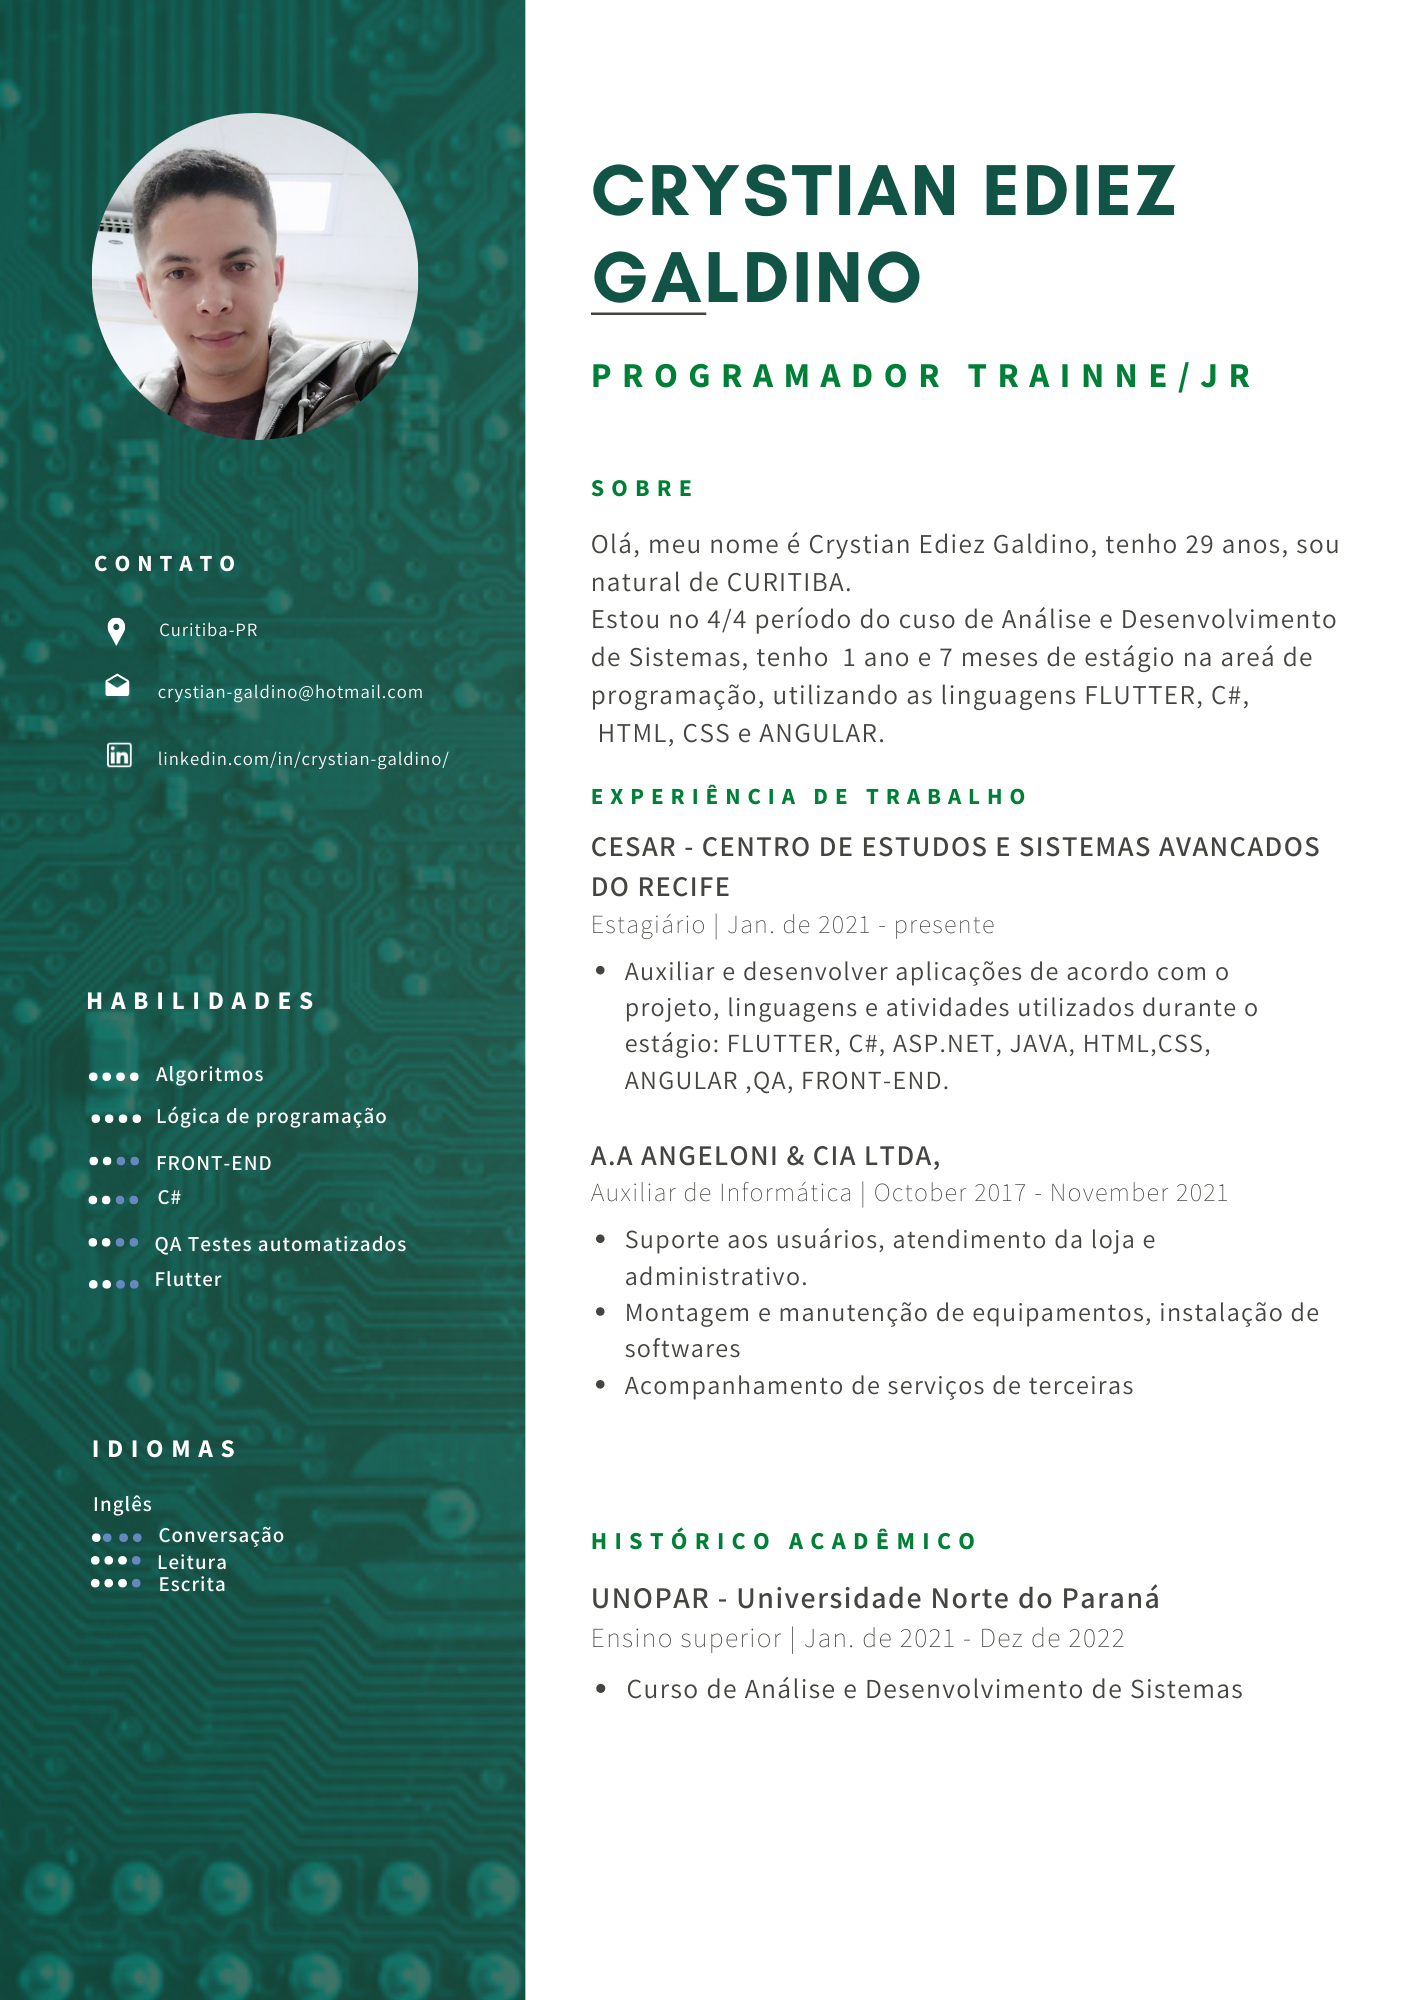 CONTATO
Curitiba-PR
crystian-galdino@hotmail.com
linkedin.com/in/crystian-galdino/
HABILIDADES
Algoritmos
Lógica de programação
FRONT-END
C#
QA Testes automatizados
Flutter
IDIOMAS
Inglês
Conversação
Leitura
Escrita
CRYSTIAN EDIEZ
GALDINO
PROGRAMADOR TRAINNE/JR
SOBRE
Olá, meu nome é Crystian Ediez Galdino, tenho 29 anos, sou
natural de CURITIBA.
Estou no 4/4 período do cuso de Análise e Desenvolvimento
de Sistemas, tenho 1 ano e 7 meses de estágio na areá de
programação, utilizando as linguagens FLUTTER, C#,
HTML, CSS e ANGULAR.
EXPERIÊNCIA DE TRABALHO
CESAR - CENTRO DE ESTUDOS E SISTEMAS AVANCADOS
DO RECIFE
Estagiário | Jan. de 2021 - presente
• Auxiliar e desenvolver aplicações de acordo com o
projeto, linguagens e atividades utilizados durante o
estágio: FLUTTER, C#, ASP.NET, JAVA, HTML,CSS,
ANGULAR ,QA, FRONT-END.
A.A ANGELONI & CIA LTDA,
Auxiliar de Informática | October 2017 - November 2021
• Suporte aos usuários, atendimento da loja e
administrativo.
• Montagem e manutenção de equipamentos, instalação de
softwares
• Acompanhamento de serviços de terceiras
HISTÓRICO ACADÊMICO
UNOPAR - Universidade Norte do Paraná
Ensino superior | Jan. de 2021 - Dez de 2022
• Curso de Análise e Desenvolvimento de Sistemas